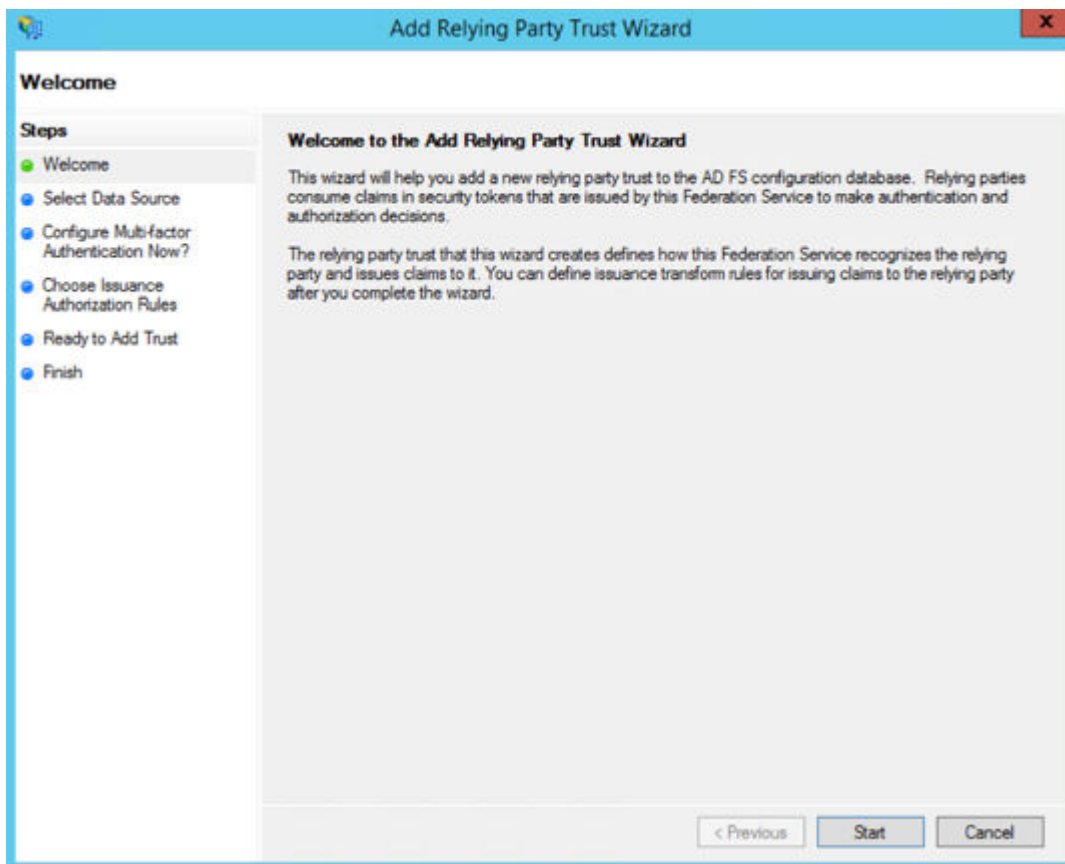 Add Relying Party Trust Wizard
x
Welcome
Steps
Welcome
Select Data Source
Configure Multi-factor
Authentication Now?
Choose Issuance
Authorization Rules
Ready to Add Trust
Finish
Welcome to the Add Relying Party Trust Wizard
This wizard will help you add a new relying party trust to the AD FS configuration database. Relying parties
consume claims in security tokens that are issued by this Federation Service to make authentication and
authorization decisions.
The relying party trust that this wizard creates defines how this Federation Service recognizes the relying
party and issues claims to it. You can define issuance transform rules for issuing claims to the relying party
after you complete the wizard.
< Previous
Start
Cancel